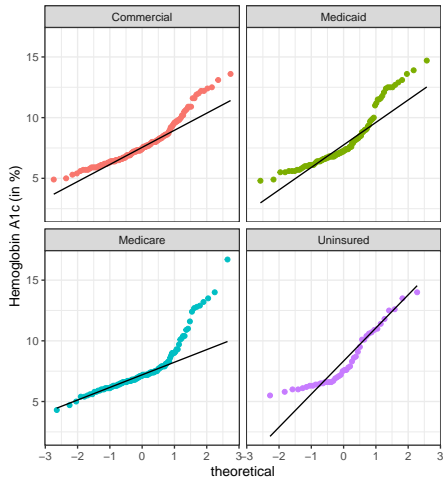 Commercial
Medicaid
15
10
5
Hemoglobin A1c (in %)
Medicare
Uninsured
15
10
5
−3 −2 −1 0 1 2 3 −3 −2 −1 0 1 2 3
theoretical